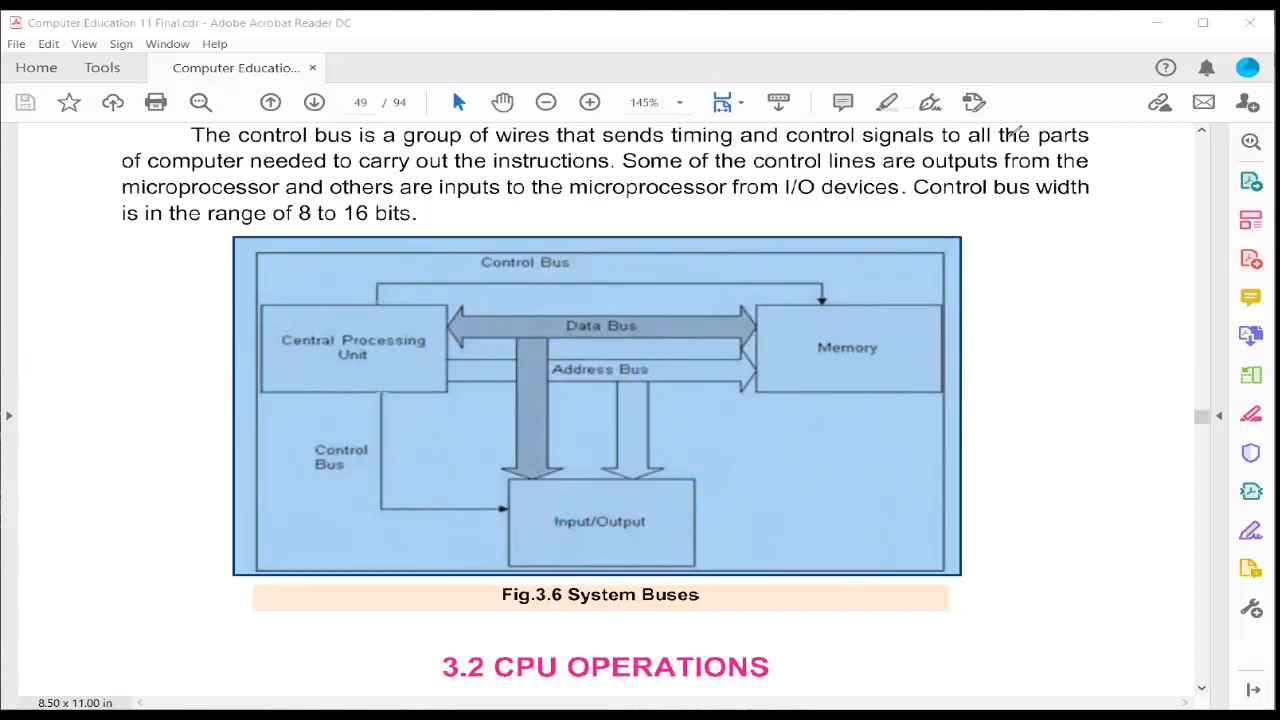 Computer Education 11 Final.cdr - Adobe Acrobat Reader DC
File Edit View Sign Window Help
Home Tools Computer Educatio... ×
49 / 94 145%
The control bus is a group of wires that sends timing and control signals to all the parts
of computer needed to carry out the instructions. Some of the control lines are outputs from the
microprocessor and others are inputs to the microprocessor from I/O devices. Control bus width
is in the range of 8 to 16 bits.
Control Bus
Data Bus
Central Processing
Unit
Memory
Address Bus
Control
Bus
Input/Output
Fig.3.6 System Buses
3.2 CPU OPERATIONS
8.50 x 11.00 in